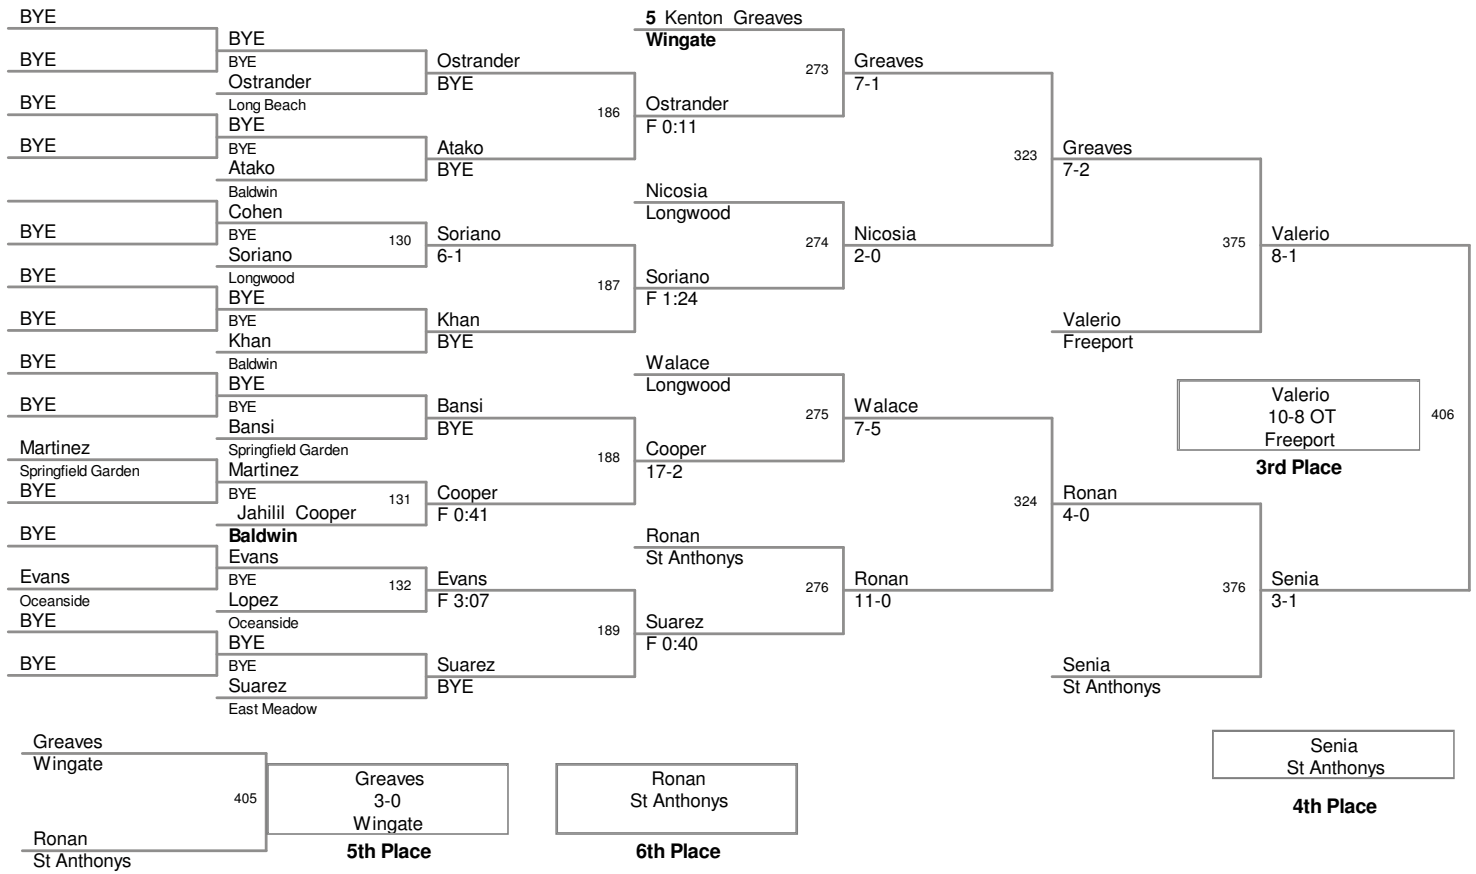 BYE
BYE
BYE
BYE
BYE
BYE
BYE
BYE
BYE
Martinez
Springfield Garden
BYE
BYE
Evans
Oceanside
BYE
BYE
BYE
BYE
Ostrander
Long Beach
BYE
BYE
Atako
Baldwin
Cohen
BYE
130
Soriano
Longwood
BYE
BYE
Khan
Baldwin
BYE
BYE
Bansi
Springfield Garden
Martinez
BYE
131
Jahilil Cooper
Baldwin
Evans
BYE
132
Lopez
Oceanside
BYE
BYE
Suarez
East Meadow
Ostrander
BYE
186
Atako
BYE
Soriano
6-1
187
Khan
BYE
Bansi
BYE
188
Cooper
F 0:41
Evans
F 3:07
189
Suarez
BYE
5 Kenton Greaves
Wingate
273
Ostrander
F 0:11
Nicosia
Longwood
274
Soriano
F 1:24
Walace
Longwood
275
Cooper
17-2
Ronan
St Anthonys
276
Suarez
F 0:40
Greaves
7-1
323
Nicosia
2-0
Walace
7-5
324
Ronan
11-0
Greaves
7-2
375
Valerio
Freeport
Ronan
4-0
376
Senia
St Anthonys
Valerio
8-1
Valerio
10-8 OT
Freeport
406
3rd Place
Senia
3-1
Greaves
Wingate
405
Ronan
St Anthonys
Greaves
3-0
Wingate
5th Place
Ronan
St Anthonys
6th Place
Senia
St Anthonys
4th Place